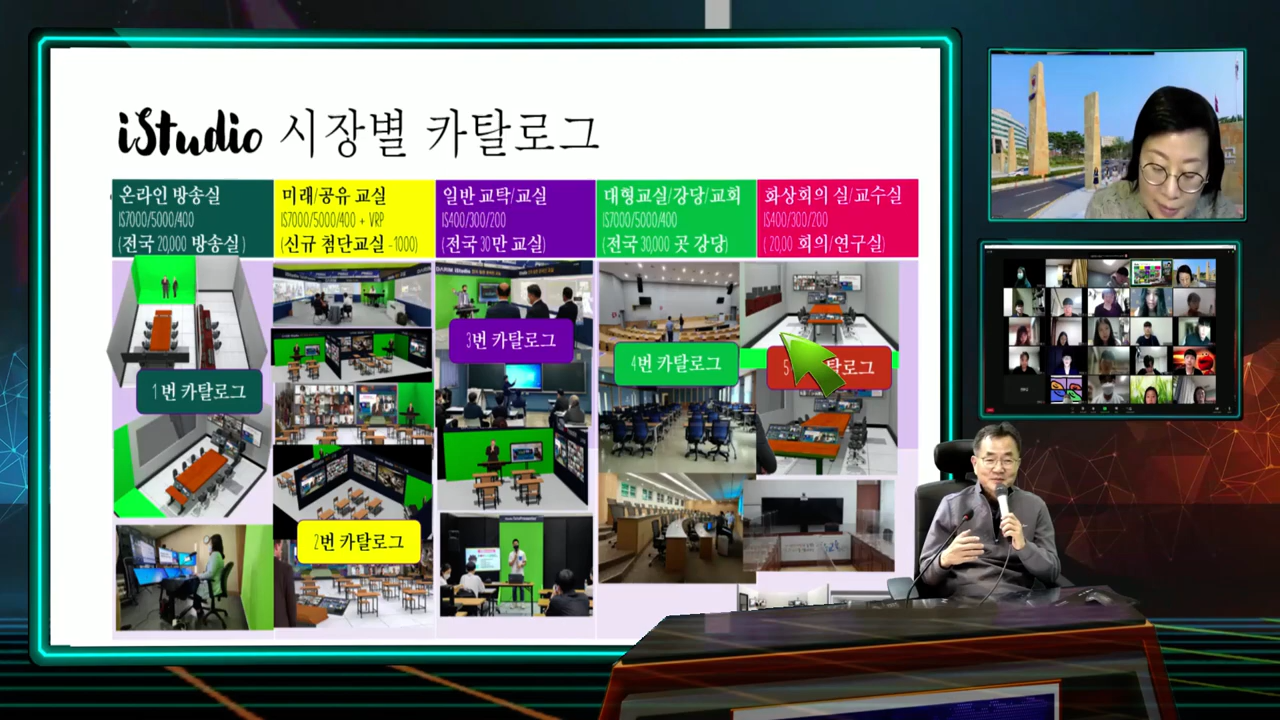 iStudio 시장별 카탈로그
온라인 방송실
IS7000/5000/400
(전국 20,000 방송실)
미래/공유 교실
IS7000/5000/400 + VRP
(신규 첨단교실 -1000)
일반 교탁/교실
IS400/300/200
(전국 30만 교실)
대형교실/강당/교회
IS7000/5000/400
(전국 30,000 곳 강당)
화상회의 실/교수실
IS400/300/200
( 20,00 회의/연구실)
1번 카탈로그
2번 카탈로그
3번 카탈로그
4번 카탈로그
5 탈로그